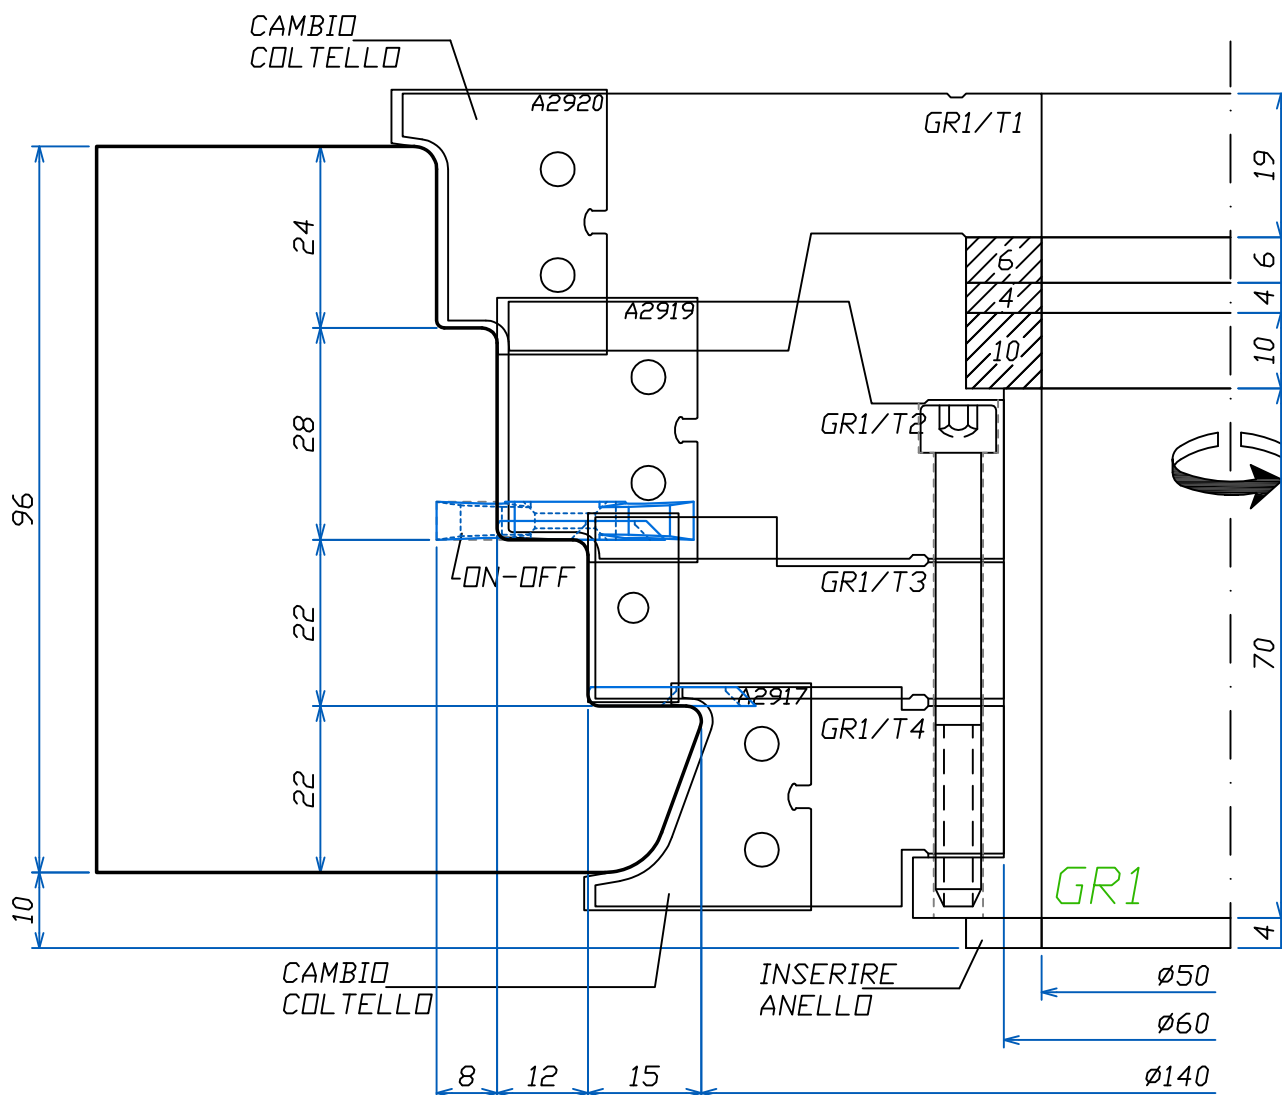 CAMBIO
COLTELLO
A2920
GR1/T1
19
24
6
6
4
4
A2919
10
10
28
GR1/T2
96
ON-OFF
GR1/T3
22
70
A2917
GR1/T4
22
GR1
10
4
CAMBIO
COLTELLO
INSERIRE
ANELLO
ø50
ø60
8
12
15
ø140